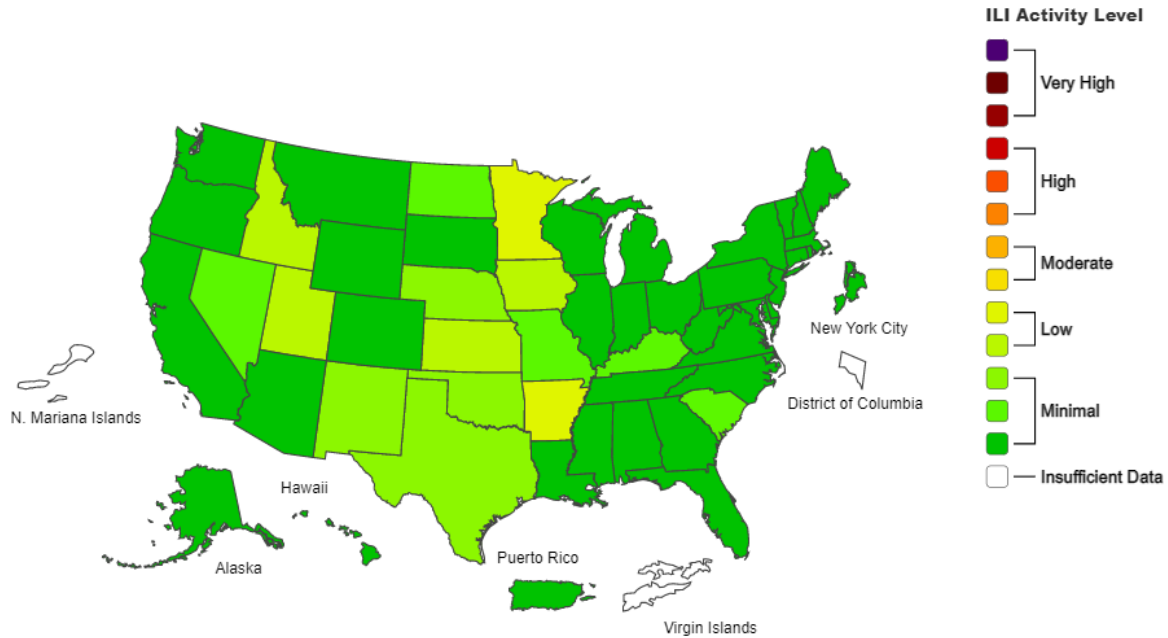 ILI Activity Level
Very High
High
Moderate
Low
Minimal
Insufficient Data
New York City
District of Columbia
N. Mariana Islands
Hawaii
Alaska
Puerto Rico
Virgin Islands